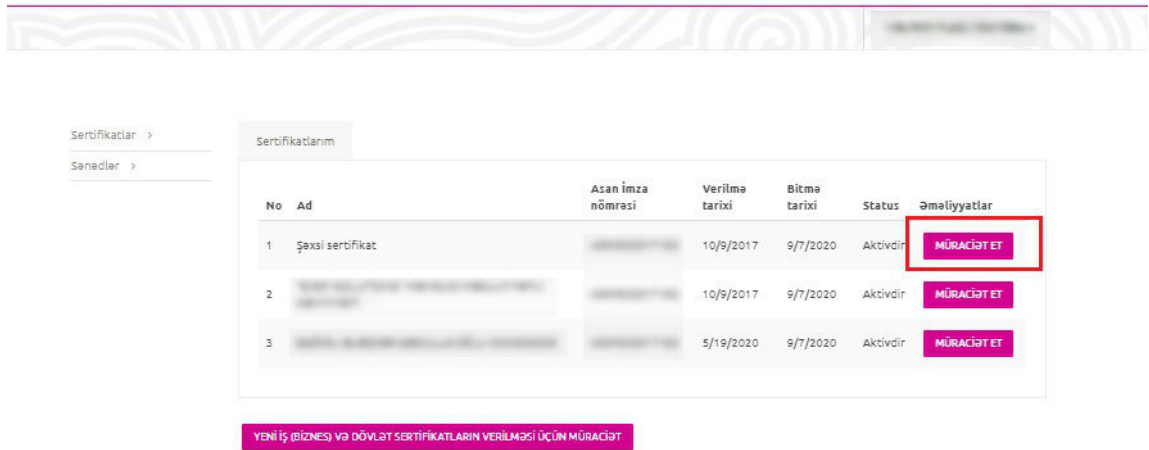 Sertifikatlar >
Sənədlər >
Sertifikatlarım
No Ad Asan İmza nömrəsi Verilmə tarixi Bitmə tarixi Status Əməliyyatlar
1 Şəxsi sertifikat 10/9/2017 9/7/2020 Aktivdir MÜRACİƏT ET
2 10/9/2017 9/7/2020 Aktivdir MÜRACİƏT ET
3 5/19/2020 9/7/2020 Aktivdir MÜRACİƏT ET
YENİ İŞ (BİZNES) VƏ DÖVLƏT SERTİFİKATLARIN VERİLMƏSİ ÜÇÜN MÜRACİƏT